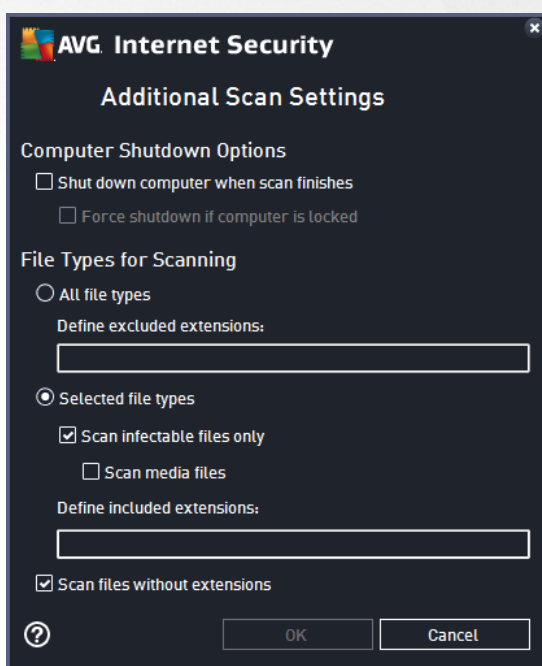 AVG. Internet Security
Additional Scan Settings
Computer Shutdown Options
Shut down computer when scan finishes
Force shutdown if computer is locked
File Types for Scanning
All file types
Define excluded extensions:
Selected file types
Scan infectable files only
Scan media files
Define included extensions:
Scan files without extensions
?
OK
Cancel